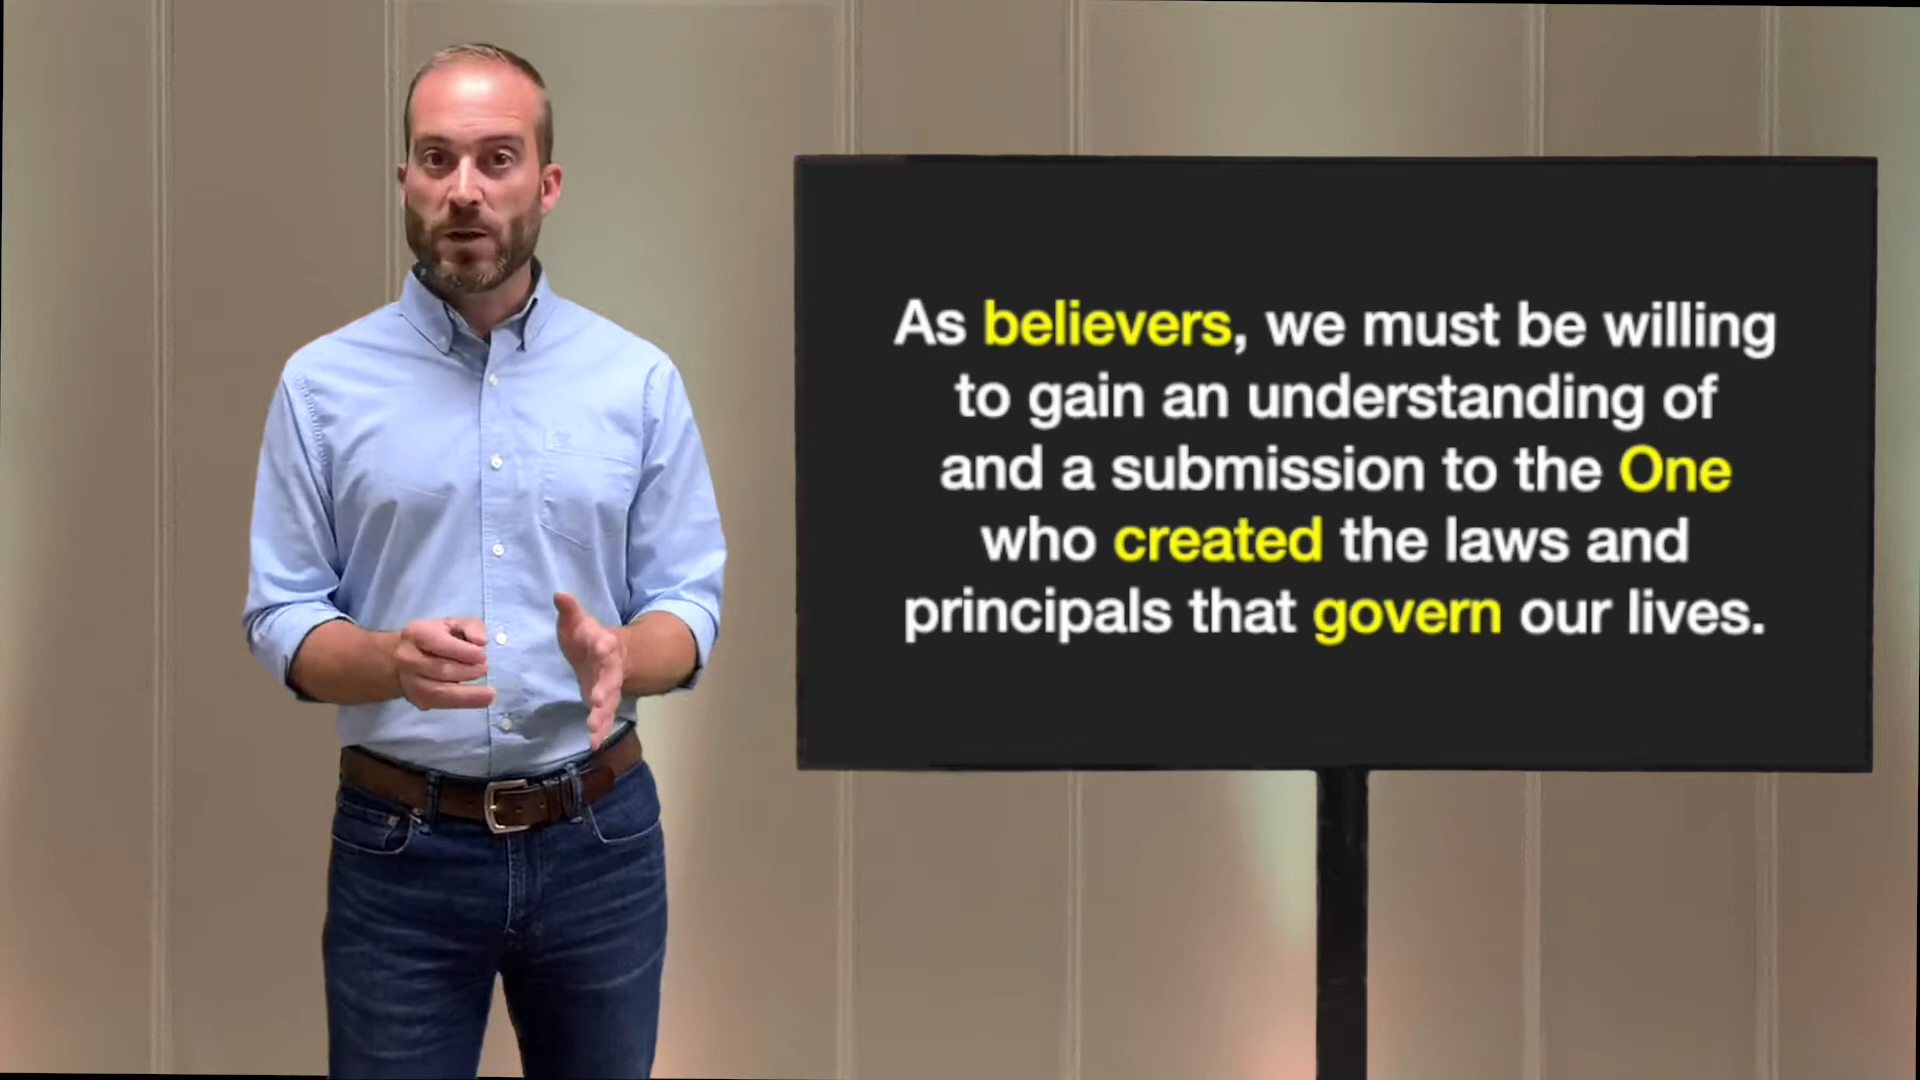 As believers, we must be willing
to gain an understanding of
and a submission to the One
who created the laws and
principals that govern our lives.